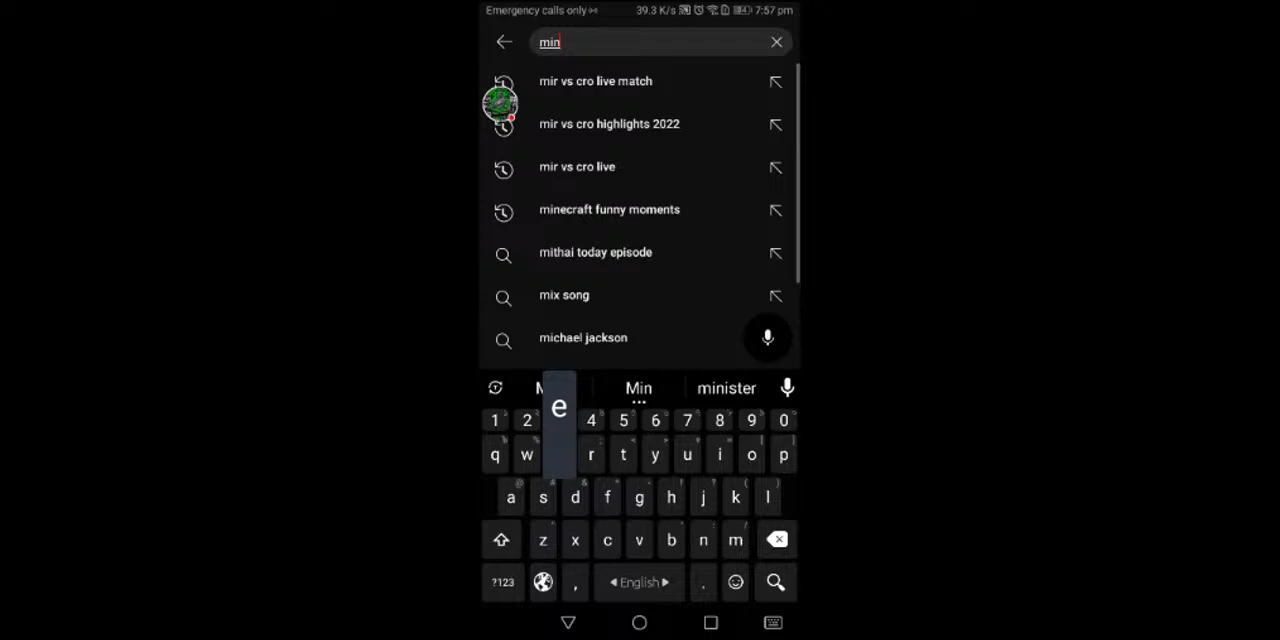 Emergency calls only 39.3 K/s 7:57 pm
min
mir vs cro live match
mir vs cro highlights 2022
mir vs cro live
minecraft funny moments
mithai today episode
mix song
michael jackson
Min minister
e
1 2 4 5 6 7 8 9 0
q w r t y u i o p
a s d f g h j k l
z x c v b n m
?123 , English .